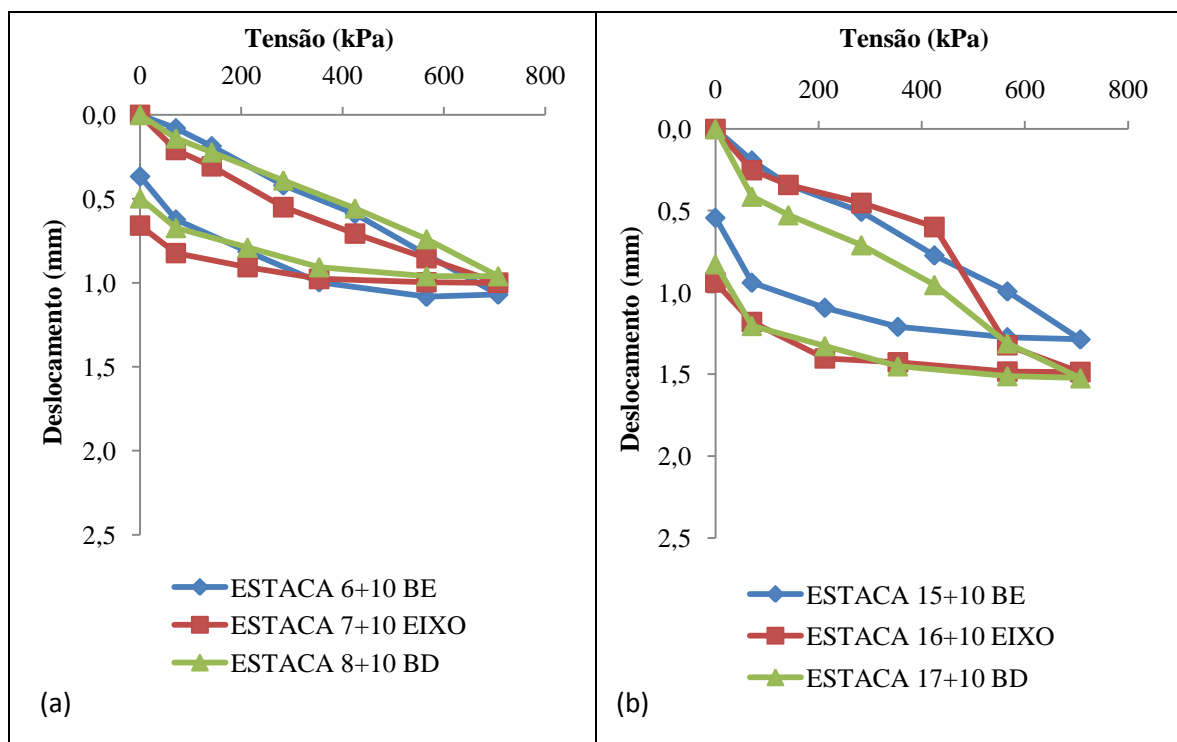 Tensão (kPa)
0 200 400 600 800
0,0
0,5
1,0
1,5
2,0
2,5
Deslocamento (mm)
ESTACA 6+10 BE
ESTACA 7+10 EIXO
ESTACA 8+10 BD
(a)
Tensão (kPa)
0 200 400 600 800
0,0
0,5
1,0
1,5
2,0
2,5
Deslocamento (mm)
ESTACA 15+10 BE
ESTACA 16+10 EIXO
ESTACA 17+10 BD
(b)